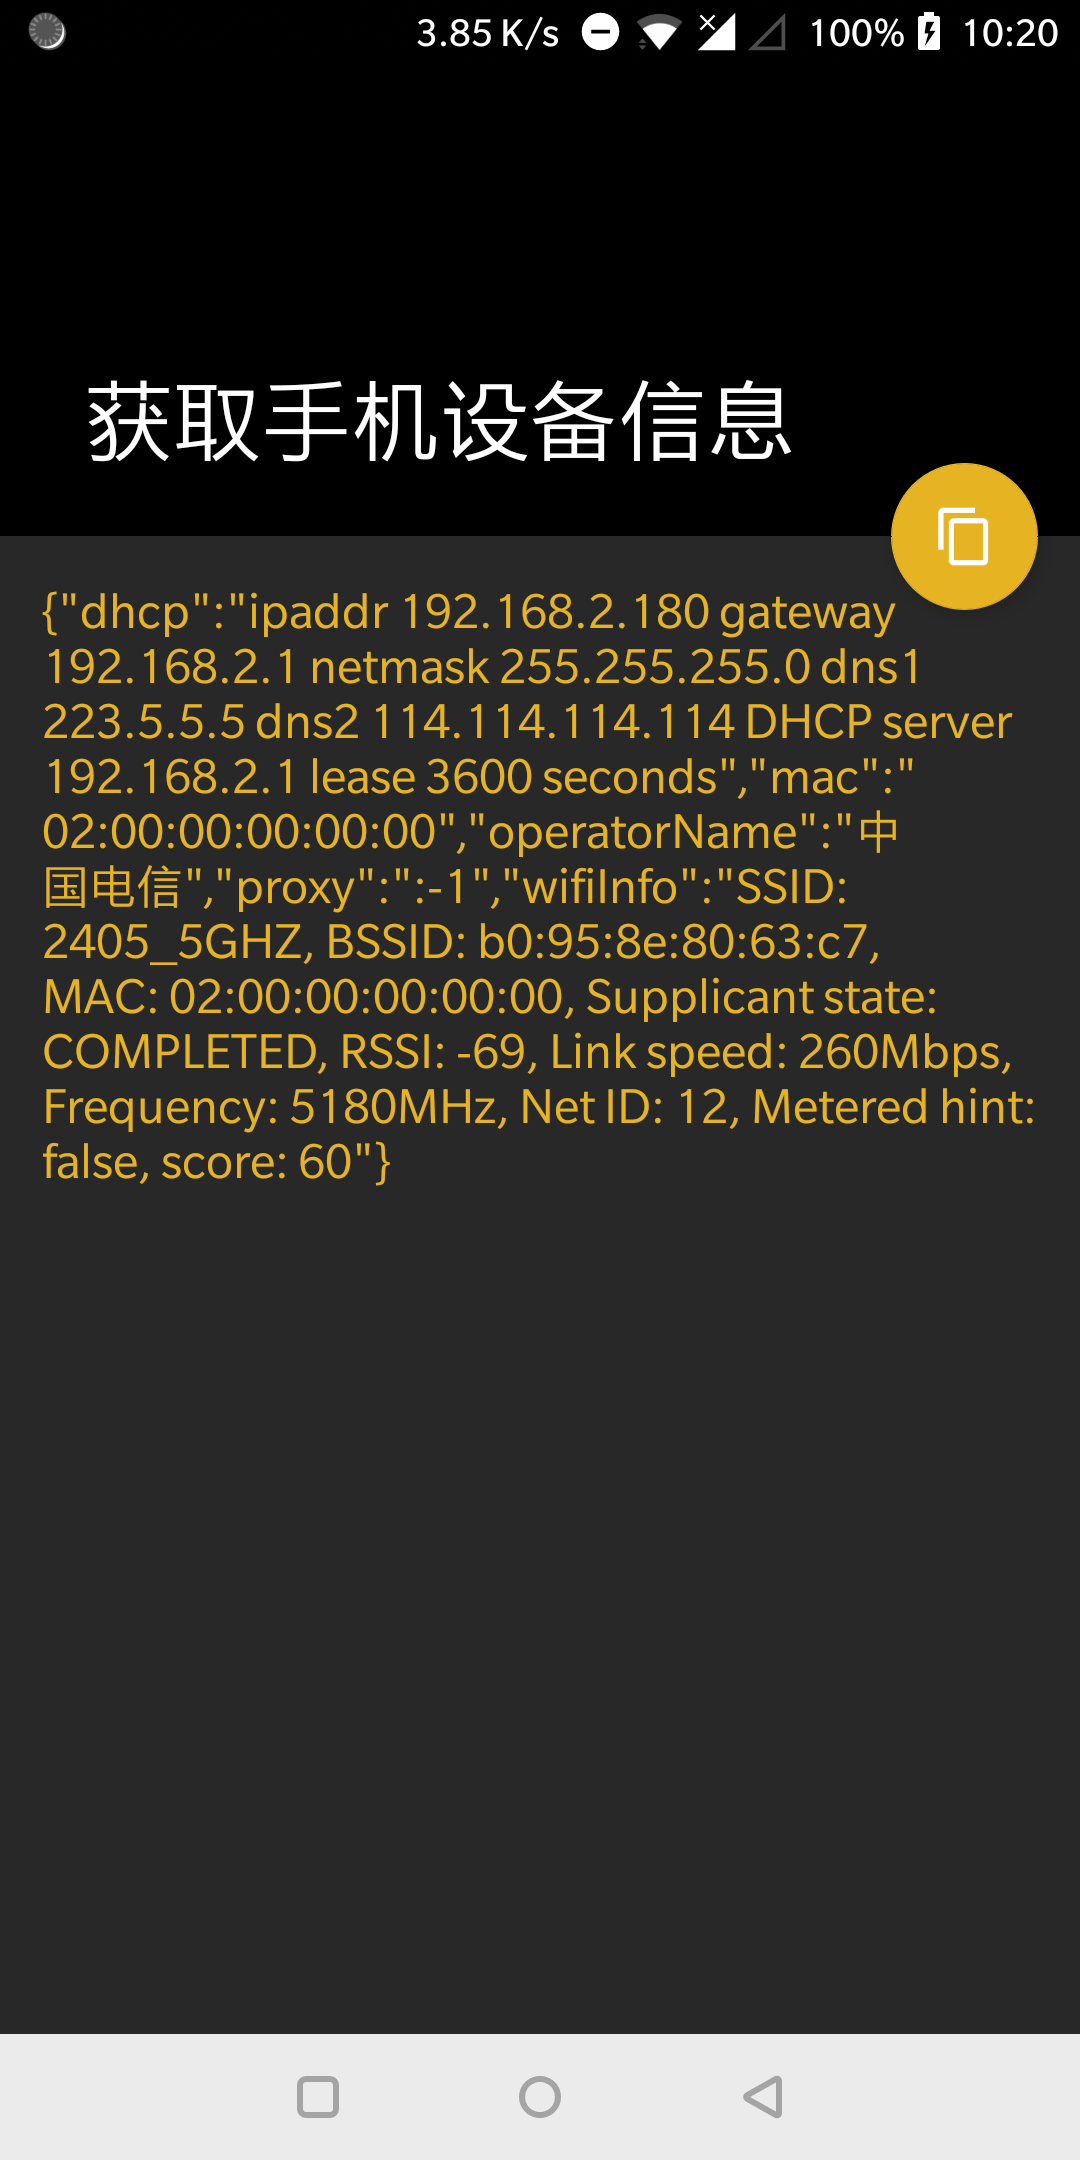 3.85 K/s 100% 10:20
获取手机设备信息
{"dhcp":"ipaddr 192.168.2.180 gateway
192.168.2.1 netmask 255.255.255.0 dns1
223.5.5.5 dns2 114.114.114.114 DHCP server
192.168.2.1 lease 3600 seconds","mac":"
02:00:00:00:00:00","operatorName":"中
国电信","proxy":":-1","wifiInfo":"SSID:
2405_5GHZ, BSSID: b0:95:8e:80:63:c7,
MAC: 02:00:00:00:00:00, Supplicant state:
COMPLETED, RSSI: -69, Link speed: 260Mbps,
Frequency: 5180MHz, Net ID: 12, Metered hint:
false, score: 60"}